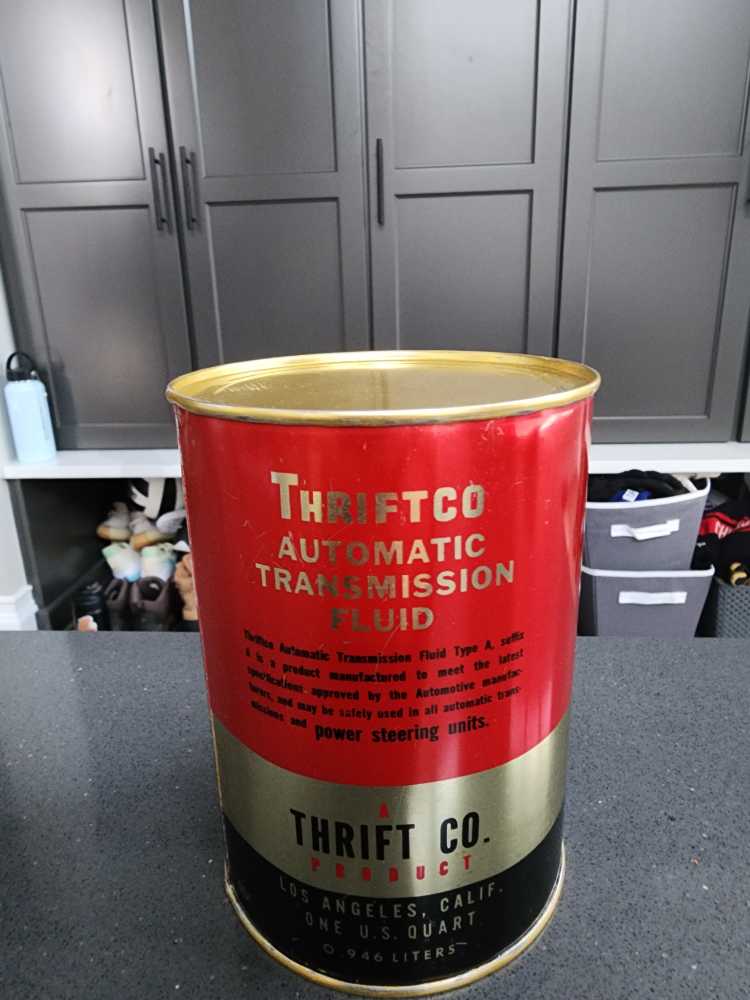 THRIFTCO
AUTOMATIC
TRANSMISSION
FLUID
Thriftco Automatic Transmission Fluid Type A, suffix
A is a product manufactured to meet the latest
specifications approved by the Automotive manufac-
turers, and may be safely used in all automatic trans-
missions and power steering units.
A
THRIFT CO.
PRODUCT
LOS ANGELES, CALIF.
ONE U.S. QUART
0.946 LITERS